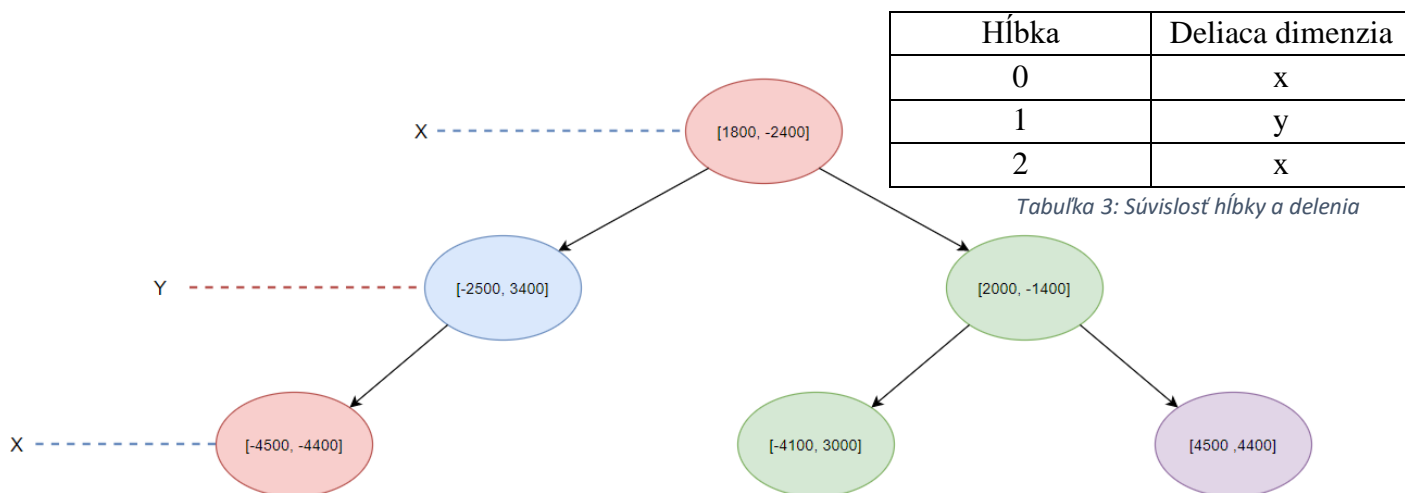 Hĺbka Deliaca dimenzia
0 x
1 y
2 x
Tabuľka 3: Súvislosť hĺbky a delenia
X [1800, -2400]
Y [-2500, 3400] [2000, -1400]
X [-4500, -4400] [-4100, 3000] [4500 ,4400]